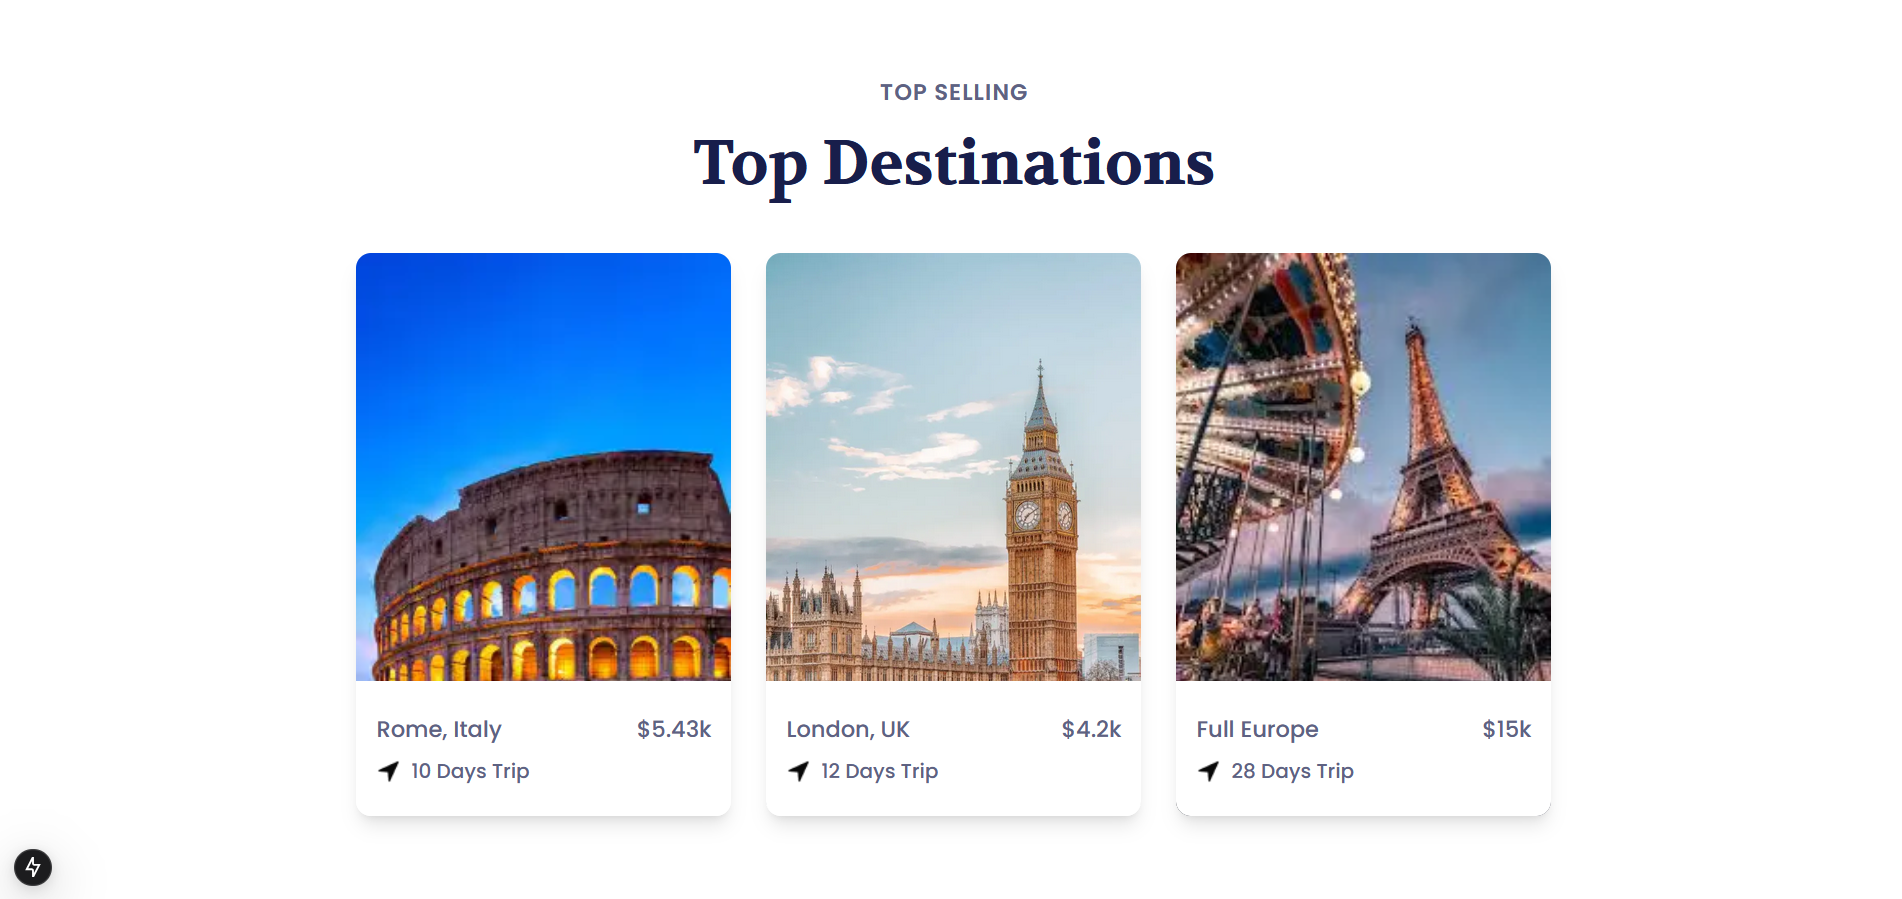 TOP SELLING
Top Destinations
Rome, Italy $5.43k
10 Days Trip
London, UK $4.2k
12 Days Trip
Full Europe $15k
28 Days Trip